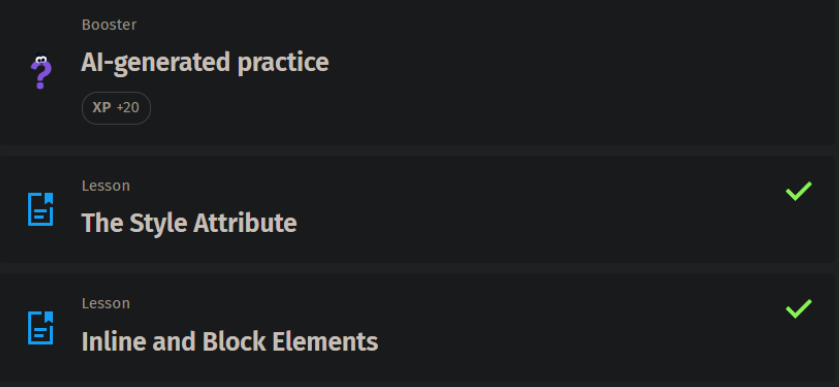 Booster
AI-generated practice
XP +20
Lesson
The Style Attribute
Lesson
Inline and Block Elements